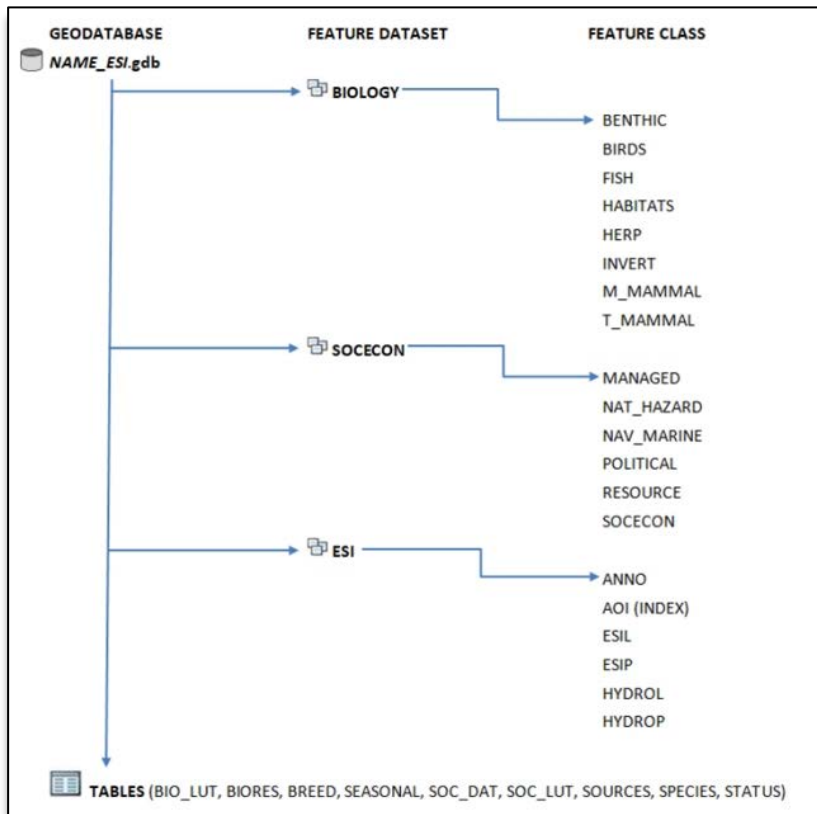 GEODATABASE FEATURE DATASET FEATURE CLASS
NAME_ESI.gdb
BIOLOGY
BENTHIC
BIRDS
FISH
HABITATS
HERP
INVERT
M_MAMMAL
T_MAMMAL
SOCECON
MANAGED
NAT_HAZARD
NAV_MARINE
POLITICAL
RESOURCE
SOCECON
ESI
ANNO
AOI (INDEX)
ESIL
ESIP
HYDROL
HYDROP
TABLES (BIO_LUT, BIORES, BREED, SEASONAL, SOC_DAT, SOC_LUT, SOURCES, SPECIES, STATUS)